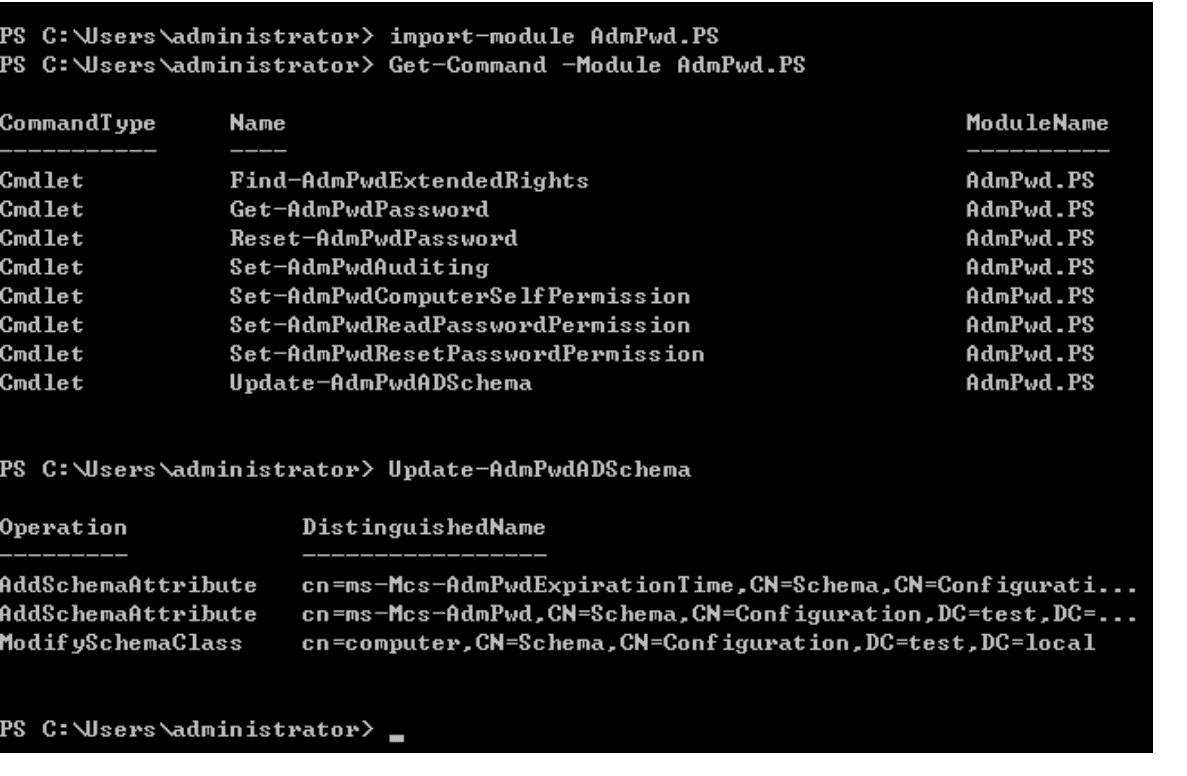 PS C:\Users\administrator> import-module AdmPwd.PS
PS C:\Users\administrator> Get-Command -Module AdmPwd.PS
CommandType Name ModuleName
----------- ---- ----------
Cmdlet Find-AdmPwdExtendedRights AdmPwd.PS
Cmdlet Get-AdmPwdPassword AdmPwd.PS
Cmdlet Reset-AdmPwdPassword AdmPwd.PS
Cmdlet Set-AdmPwdAuditing AdmPwd.PS
Cmdlet Set-AdmPwdComputerSelfPermission AdmPwd.PS
Cmdlet Set-AdmPwdReadPasswordPermission AdmPwd.PS
Cmdlet Set-AdmPwdResetPasswordPermission AdmPwd.PS
Cmdlet Update-AdmPwdADSchema AdmPwd.PS
PS C:\Users\administrator> Update-AdmPwdADSchema
Operation DistinguishedName
--------- -----------------
AddSchemaAttribute cn=ms-Mcs-AdmPwdExpirationTime,CN=Schema,CN=Configurati...
AddSchemaAttribute cn=ms-Mcs-AdmPwd,CN=Schema,CN=Configuration,DC=test,DC=...
ModifySchemaClass cn=computer,CN=Schema,CN=Configuration,DC=test,DC=local
PS C:\Users\administrator> _